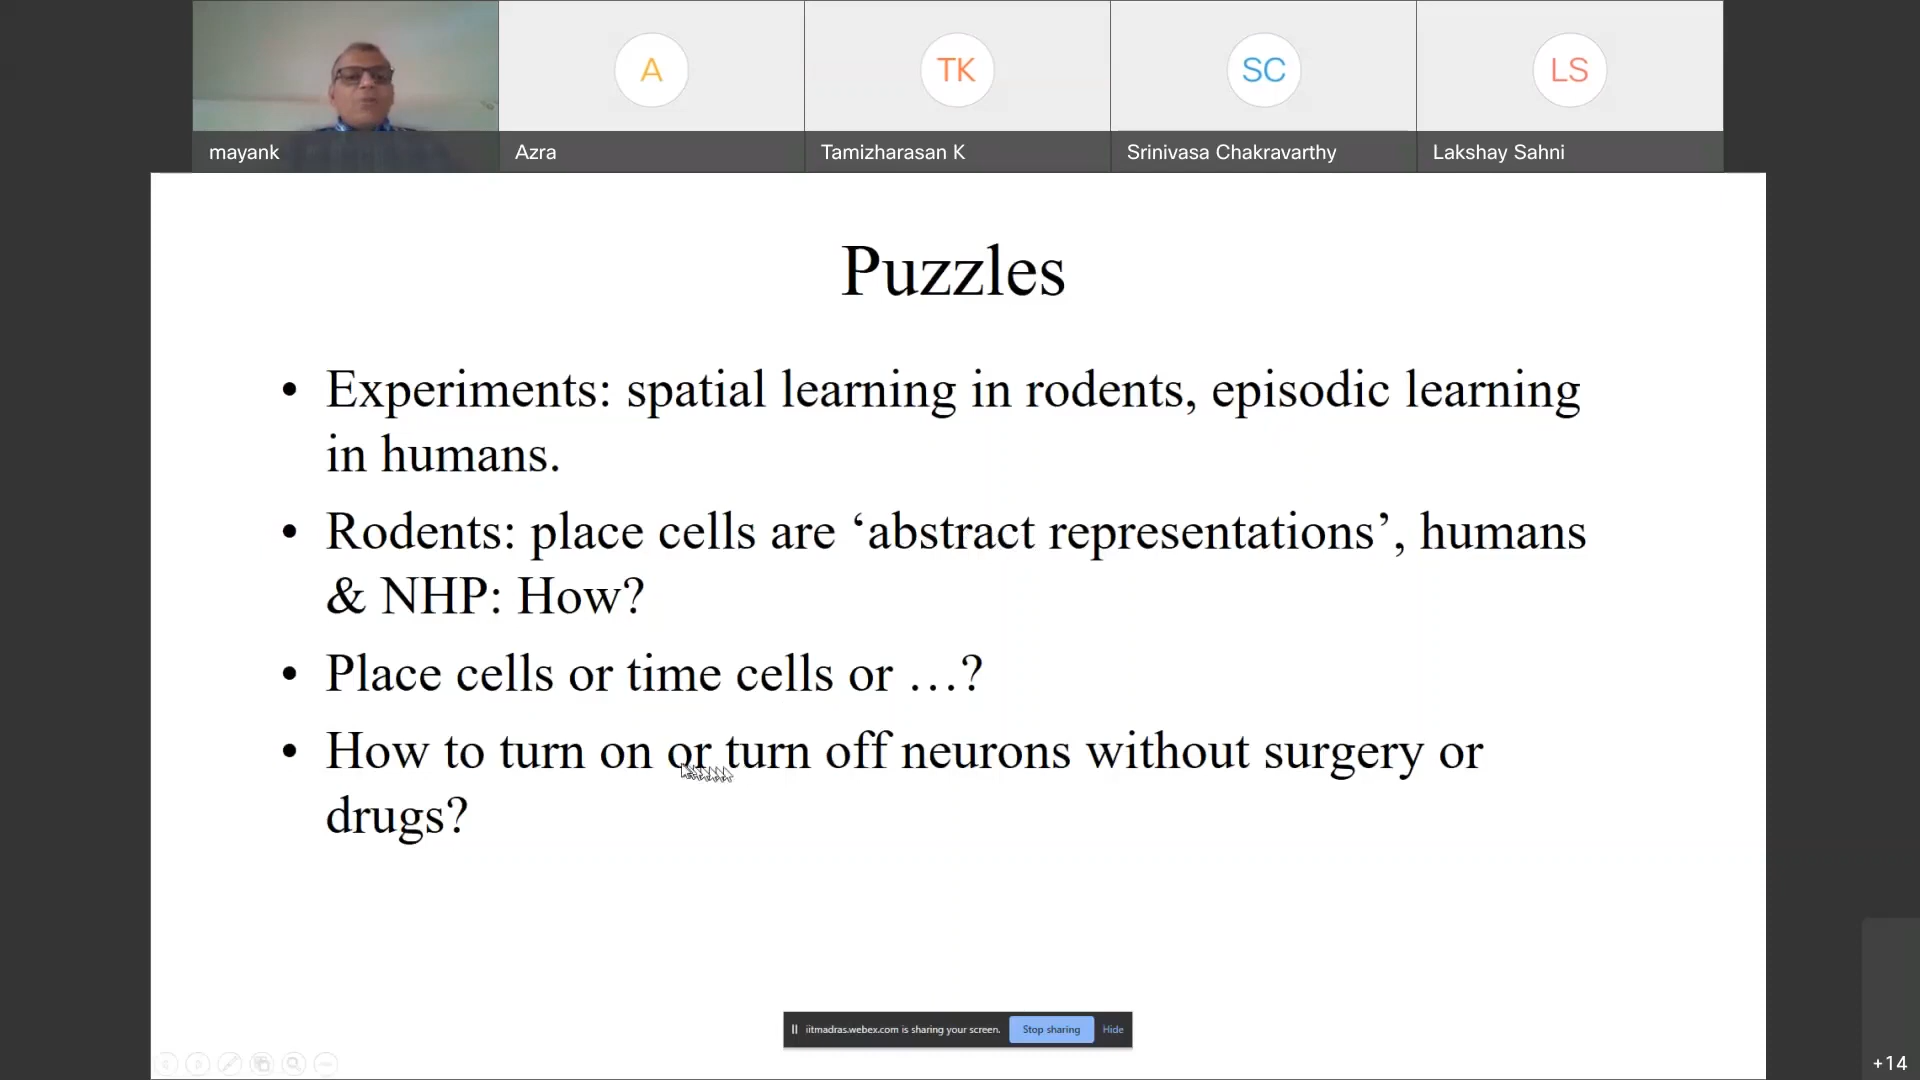 A
TK
SC
LS
mayank
Azra
Tamizharasan K
Srinivasa Chakravarthy
Lakshay Sahni
Puzzles
• Experiments: spatial learning in rodents, episodic learning
in humans.
• Rodents: place cells are ‘abstract representations’, humans
& NHP: How?
• Place cells or time cells or …?
• How to turn on or turn off neurons without surgery or
drugs?
iitmadras.webex.com is sharing your screen.
Stop sharing
Hide
+14